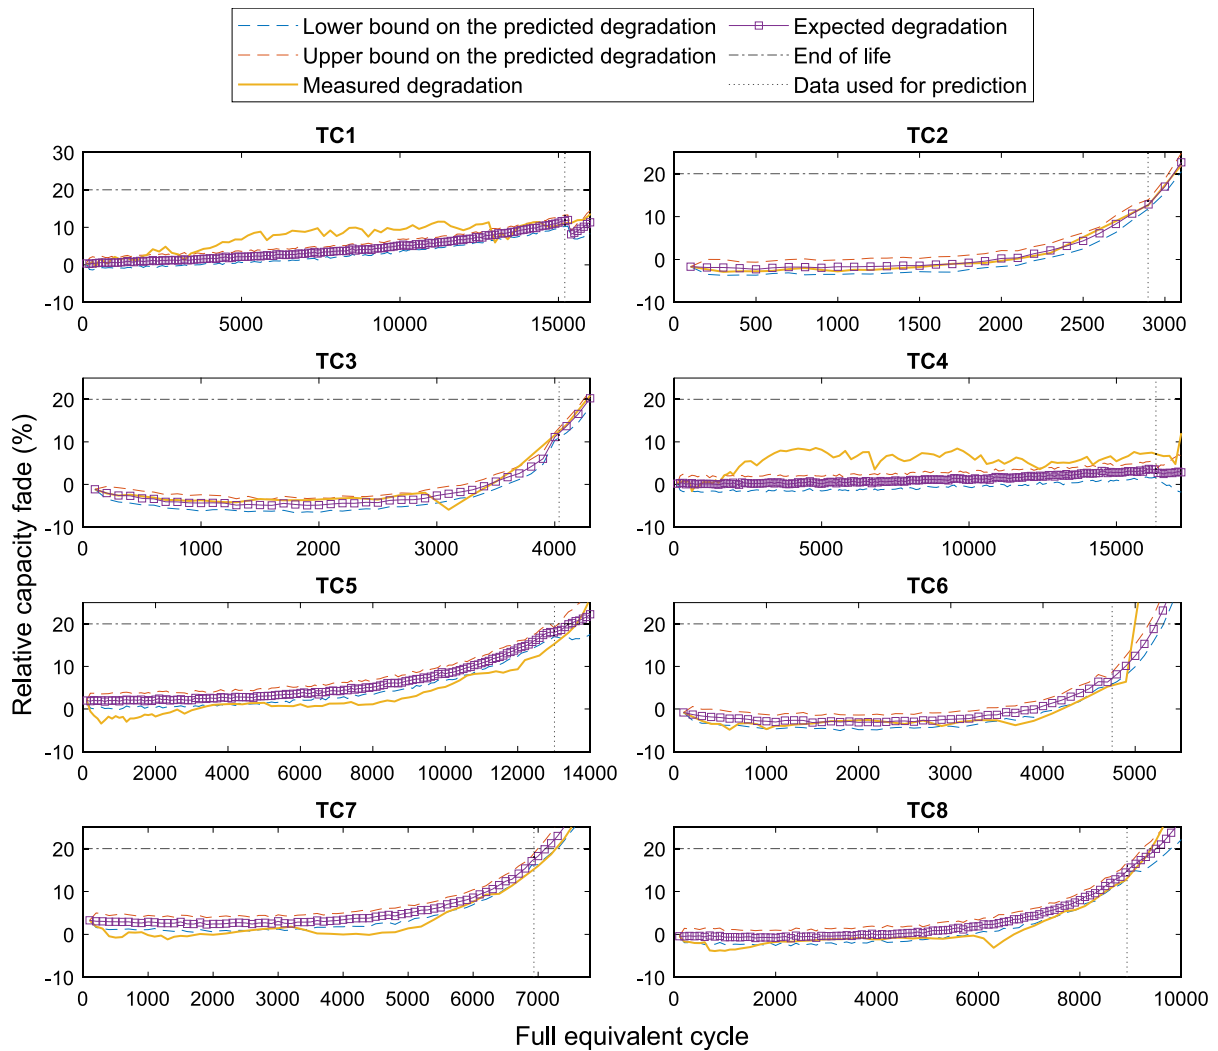 Lower bound on the predicted degradation
Upper bound on the predicted degradation
Measured degradation
Expected degradation
End of life
Data used for prediction
TC1
30
20
10
0
-10
0 5000 10000 15000
TC2
20
10
0
-10
0 500 1000 1500 2000 2500 3000
TC3
20
10
0
-10
0 1000 2000 3000 4000
TC4
20
10
0
-10
0 5000 10000 15000
TC5
20
10
0
-10
0 2000 4000 6000 8000 10000 12000 14000
TC6
20
10
0
-10
0 1000 2000 3000 4000 5000
TC7
20
10
0
-10
0 1000 2000 3000 4000 5000 6000 7000
TC8
20
10
0
-10
0 2000 4000 6000 8000 10000
Relative capacity fade (%)
Full equivalent cycle